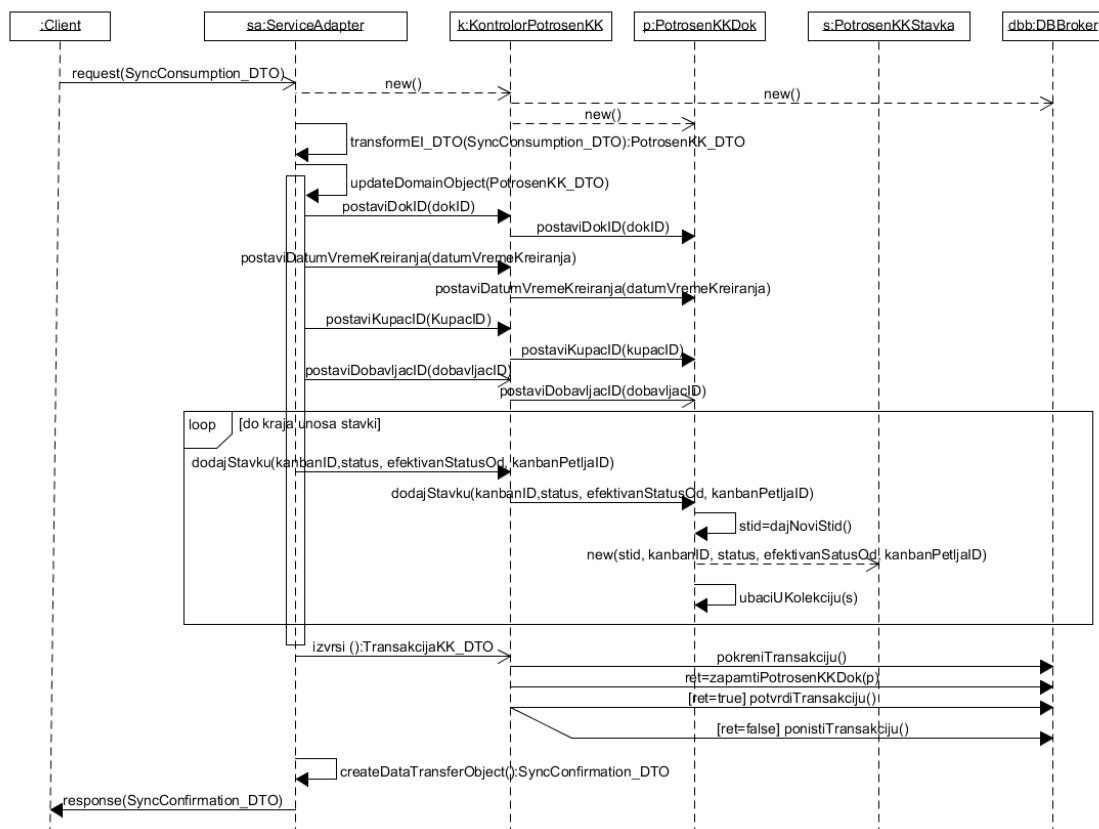 :Client
sa:ServiceAdapter
k:KontrolorPotrosenKK
p:PotrosenKKDok
s:PotrosenKKStavka
dbb:DBBroker
request(SyncConsumption_DTO)
new()
new()
new()
transformEI_DTO(SyncConsumption_DTO):PotrosenKK_DTO
updateDomainObject(PotrosenKK_DTO)
postaviDokID(dokID)
postaviDokID(dokID)
postaviDatumVremeKreiranja(datumVremeKreiranja)
postaviDatumVremeKreiranja(datumVremeKreiranja)
postaviKupacID(KupacID)
postaviKupacID(kupacID)
postaviDobavljacID(dobavljacID)
postaviDobavljacID(dobavljacID)
loop
[do kraja unosa stavki]
dodajStavku(kanbanID,status, efektivanStatusOd, kanbanPetljaID)
dodajStavku(kanbanID,status, efektivanStatusOd, kanbanPetljaID)
stid=dajNoviStid()
new(stid, kanbanID, status, efektivanSatusOd, kanbanPetljaID)
ubaciUKolekciju(s)
izvrsi ():TransakcijaKK_DTO
pokreniTransakciju()
ret=zapamtiPotrosenKKDok(p)
[ret=true] potvrdiTransakciju()
[ret=false] ponistiTransakciju()
createDataTransferObject():SyncConfirmation_DTO
response(SyncConfirmation_DTO)